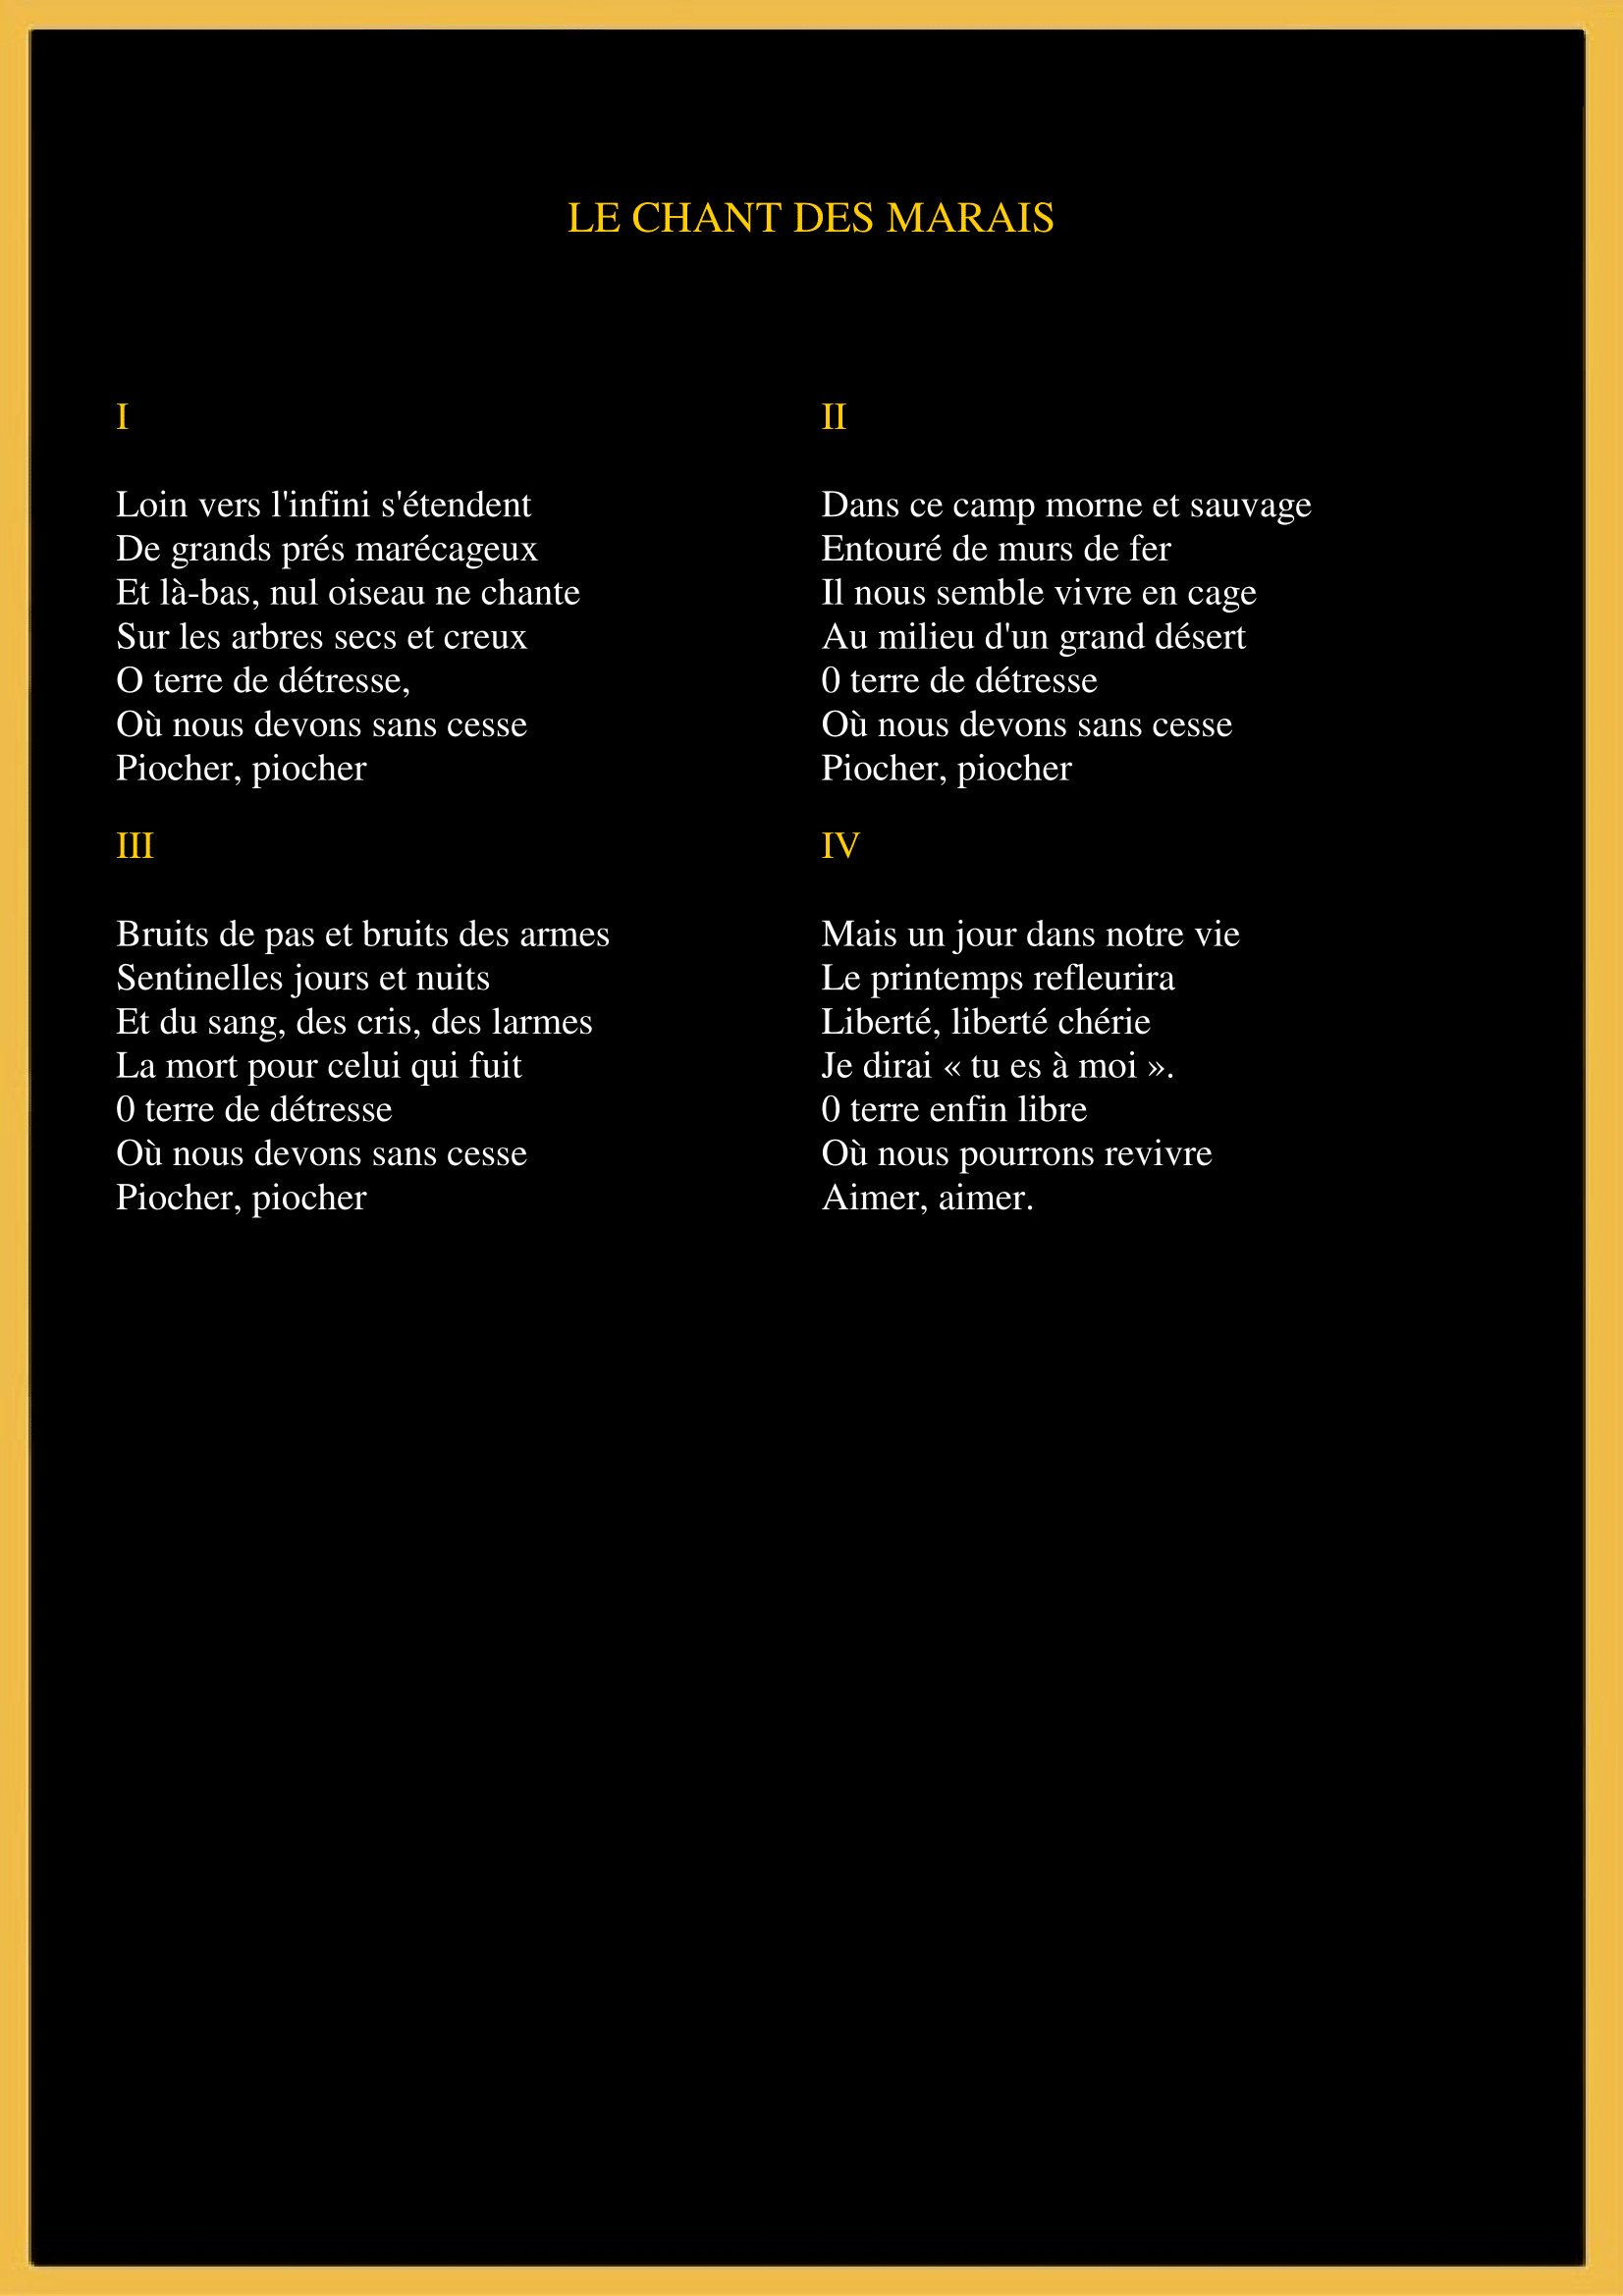 LE CHANT DES MARAIS
I
Loin vers l'infini s'étendent
De grands prés marécageux
Et là-bas, nul oiseau ne chante
Sur les arbres secs et creux
O terre de détresse,
Où nous devons sans cesse
Piocher, piocher
II
Dans ce camp morne et sauvage
Entouré de murs de fer
Il nous semble vivre en cage
Au milieu d'un grand désert
0 terre de détresse
Où nous devons sans cesse
Piocher, piocher
III
Bruits de pas et bruits des armes
Sentinelles jours et nuits
Et du sang, des cris, des larmes
La mort pour celui qui fuit
0 terre de détresse
Où nous devons sans cesse
Piocher, piocher
IV
Mais un jour dans notre vie
Le printemps refleurira
Liberté, liberté chérie
Je dirai « tu es à moi ».
0 terre enfin libre
Où nous pourrons revivre
Aimer, aimer.